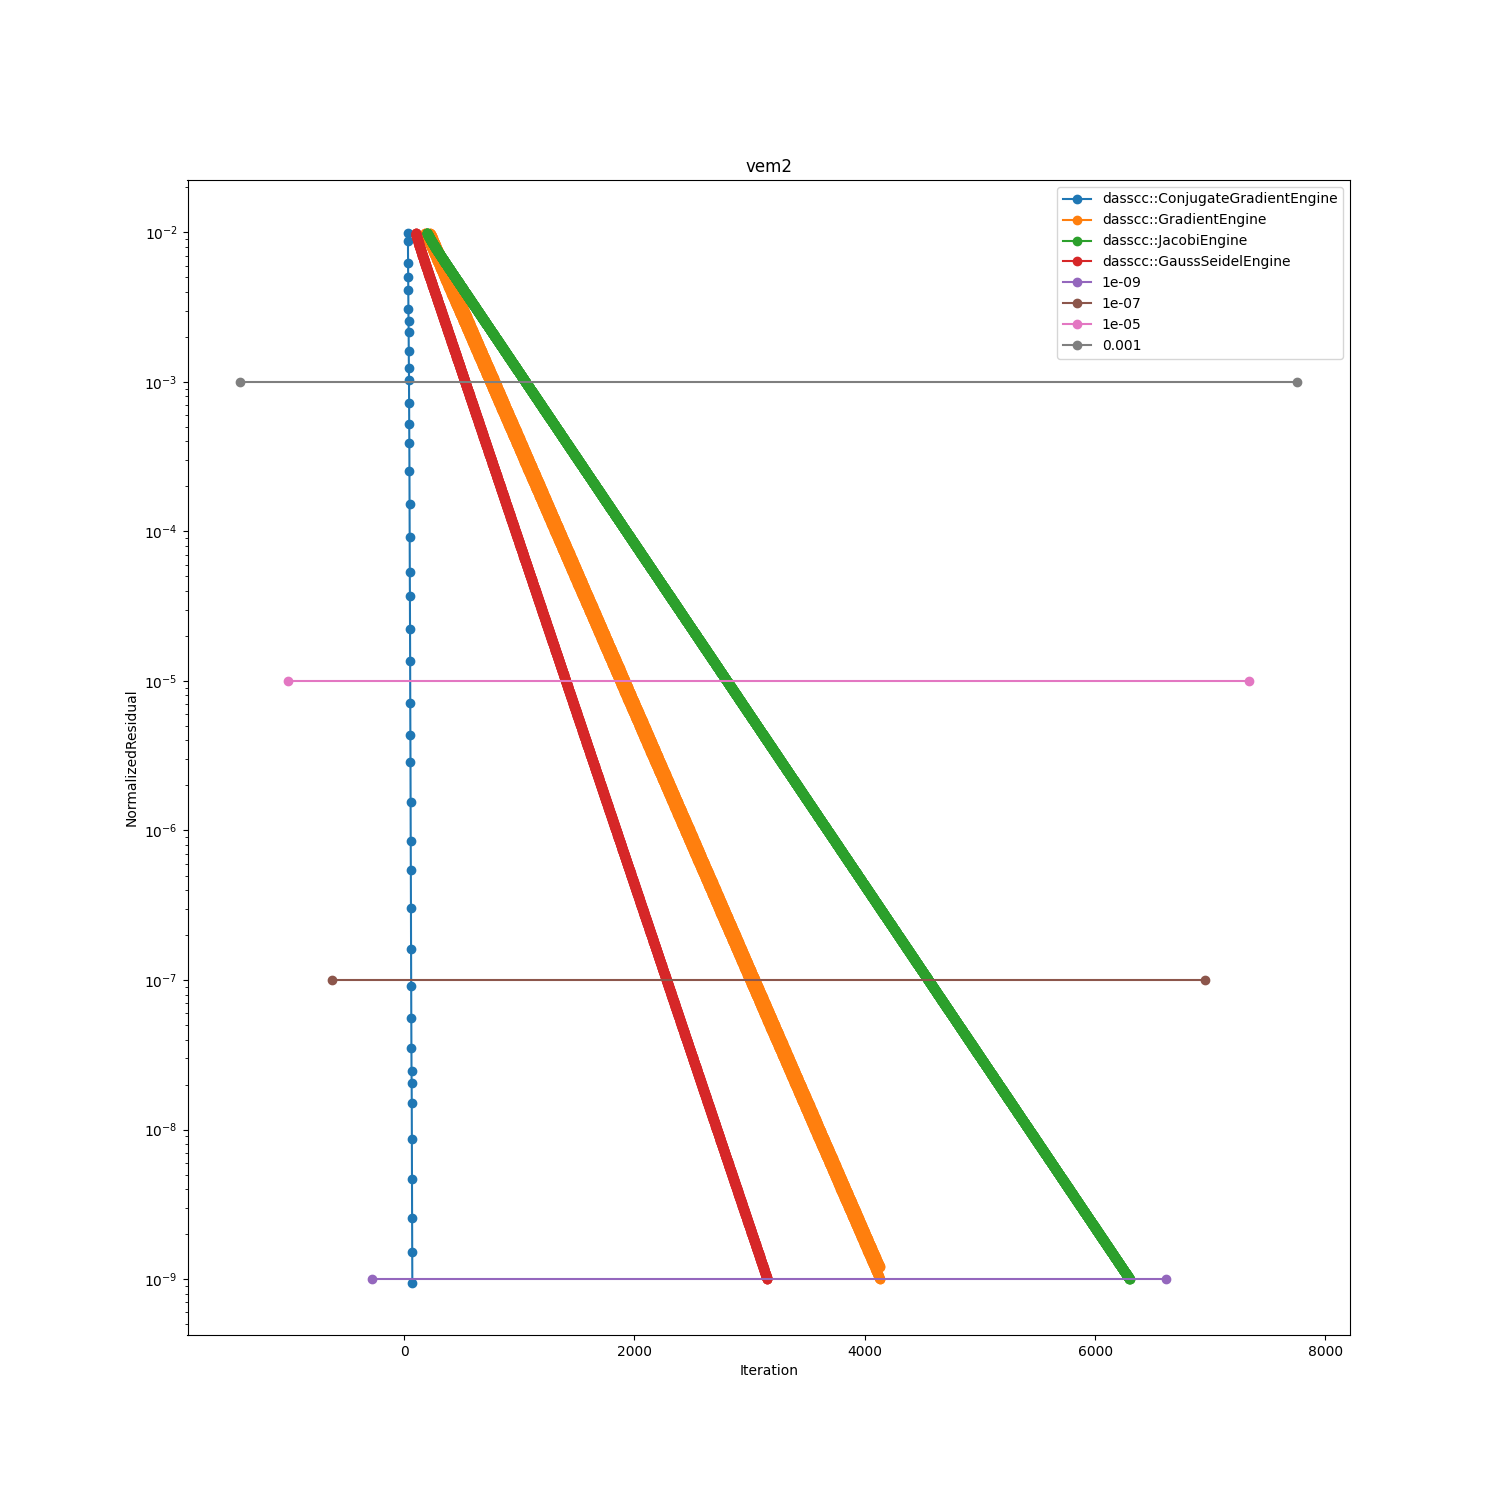 vem2
dasscc::ConjugateGradientEngine
dasscc::GradientEngine
dasscc::JacobiEngine
dasscc::GaussSeidelEngine
1e-09
1e-07
1e-05
0.001
NormalizedResidual
10⁻²
10⁻³
10⁻⁴
10⁻⁵
10⁻⁶
10⁻⁷
10⁻⁸
10⁻⁹
0 2000 4000 6000 8000
Iteration